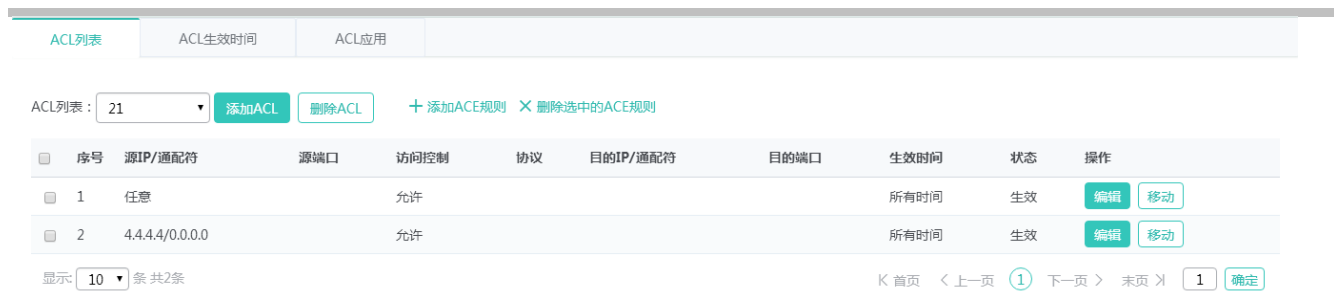 ACL列表 ACL生效时间 ACL应用
ACL列表： 21 添加ACL 删除ACL 添加ACE规则 删除选中的ACE规则
序号 源IP/通配符 源端口 访问控制 协议 目的IP/通配符 目的端口 生效时间 状态 操作
1 任意 允许 所有时间 生效 编辑 移动
2 4.4.4.4/0.0.0.0 允许 所有时间 生效 编辑 移动
显示: 10 条 共2条 首页 上一页 1 下一页 末页 1 确定